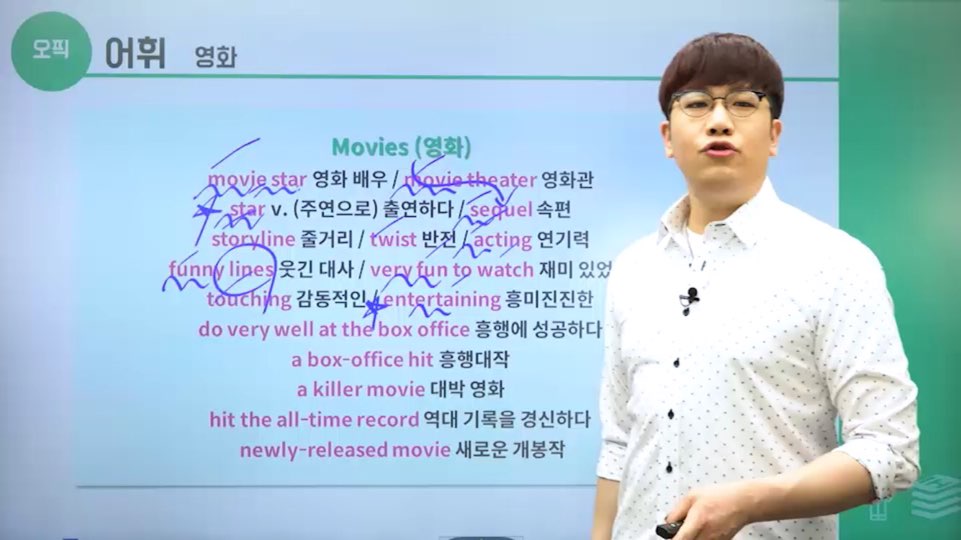 오픽
어휘 영화
Movies (영화)
movie star 영화 배우 / movie theater 영화관
star v. (주연으로) 출연하다 / sequel 속편
storyline 줄거리 / twist 반전 / acting 연기력
funny lines 웃긴 대사 / very fun to watch 재미 있었
touching 감동적인 / entertaining 흥미진진한
do very well at the box office 흥행에 성공하다
a box-office hit 흥행대작
a killer movie 대박 영화
hit the all-time record 역대 기록을 경신하다
newly-released movie 새로운 개봉작